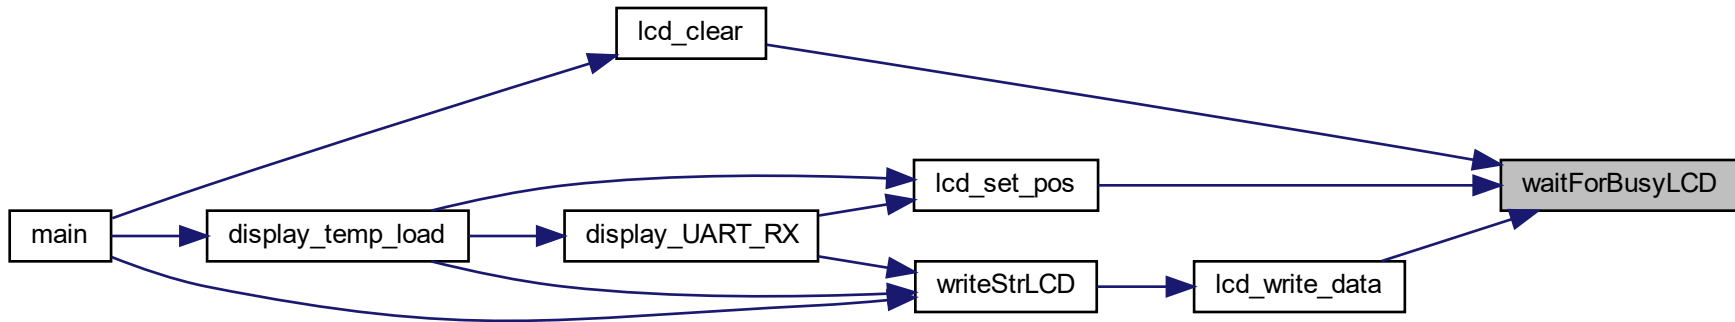 lcd_clear
waitForBusyLCD
lcd_set_pos
main
display_temp_load
display_UART_RX
writeStrLCD
lcd_write_data